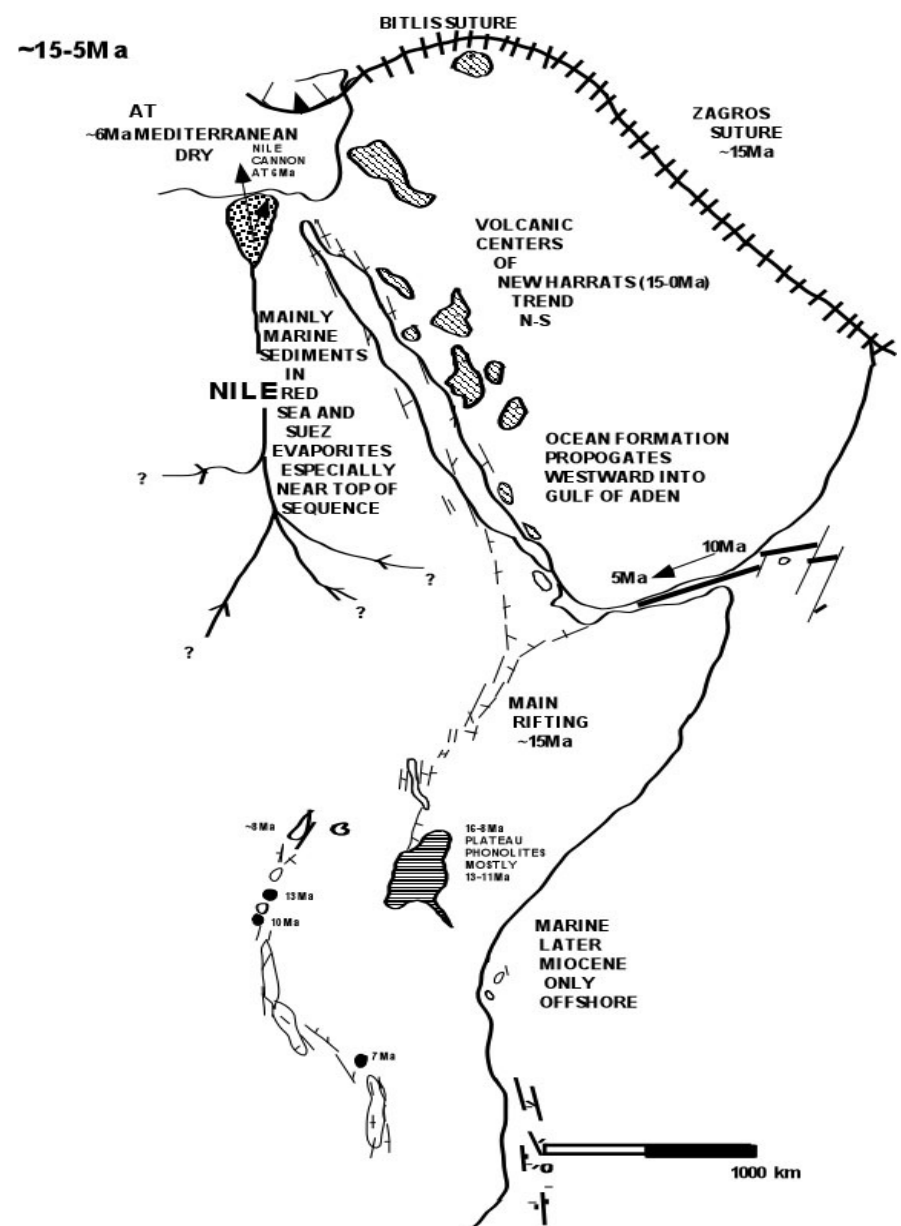 BITLIS SUTURE
~15-5Ma
AT
~6Ma MEDITERRANEAN
DRY
NILE
CANNON
AT 6Ma
ZAGROS
SUTURE
~15Ma
VOLCANIC
CENTERS
OF
NEW HARRATS (15-0Ma)
TREND
N-S
MAINLY
MARINE
SEDIMENTS
IN
RED
SEA AND
SUEZ
EVAPORITES
ESPECIALLY
NEAR TOP OF
SEQUENCE
NILE
OCEAN FORMATION
PROPOGATES
WESTWARD INTO
GULF OF ADEN
?
10Ma
5Ma
?
?
?
MAIN
RIFTING
~15Ma
~8Ma
16-8Ma
PLATEAU
PHONOLITES
MOSTLY
13-11Ma
13Ma
10Ma
MARINE
LATER
MIOCENE
ONLY
OFFSHORE
7Ma
1000 km